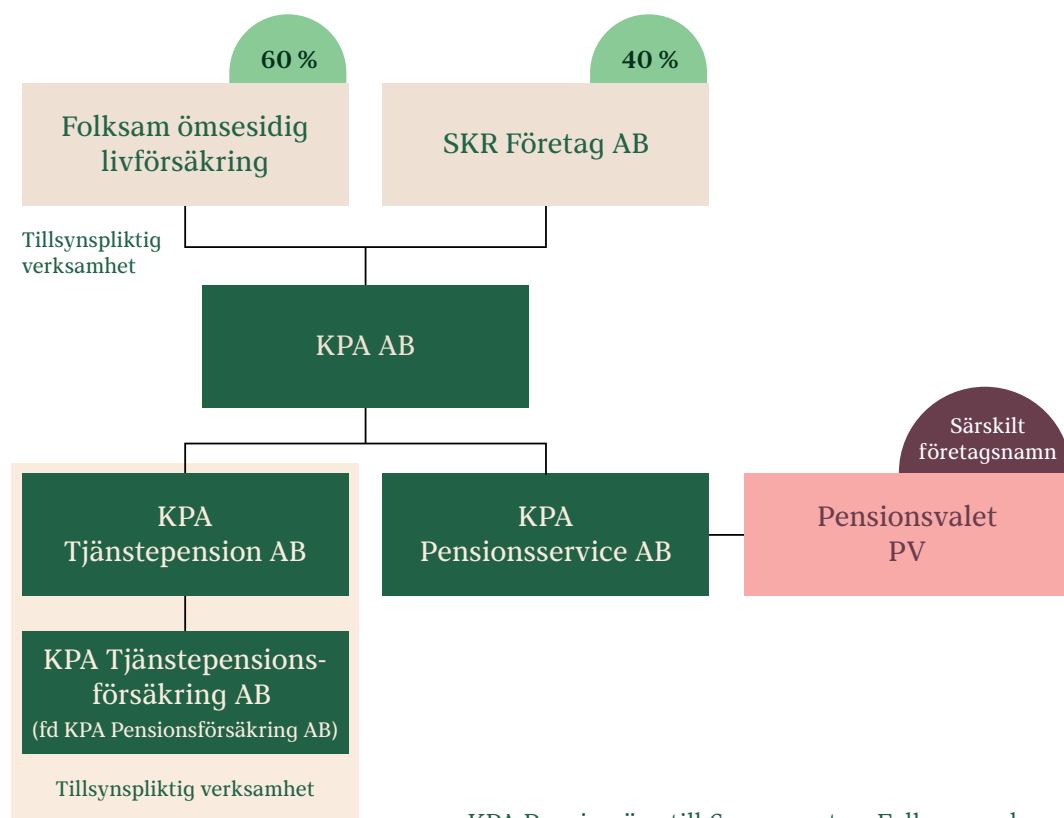 60 %
40 %
Folksam ömsesidig
livförsäkring
SKR Företag AB
Tillsynspliktig
verksamhet
KPA AB
Särskilt
företagsnamn
KPA
Tjänstepension AB
KPA
Pensionsservice AB
Pensionsvalet
PV
KPA Tjänstepensions-
försäkring AB
(fd KPA Pensionsförsäkring AB)
Tillsynspliktig verksamhet